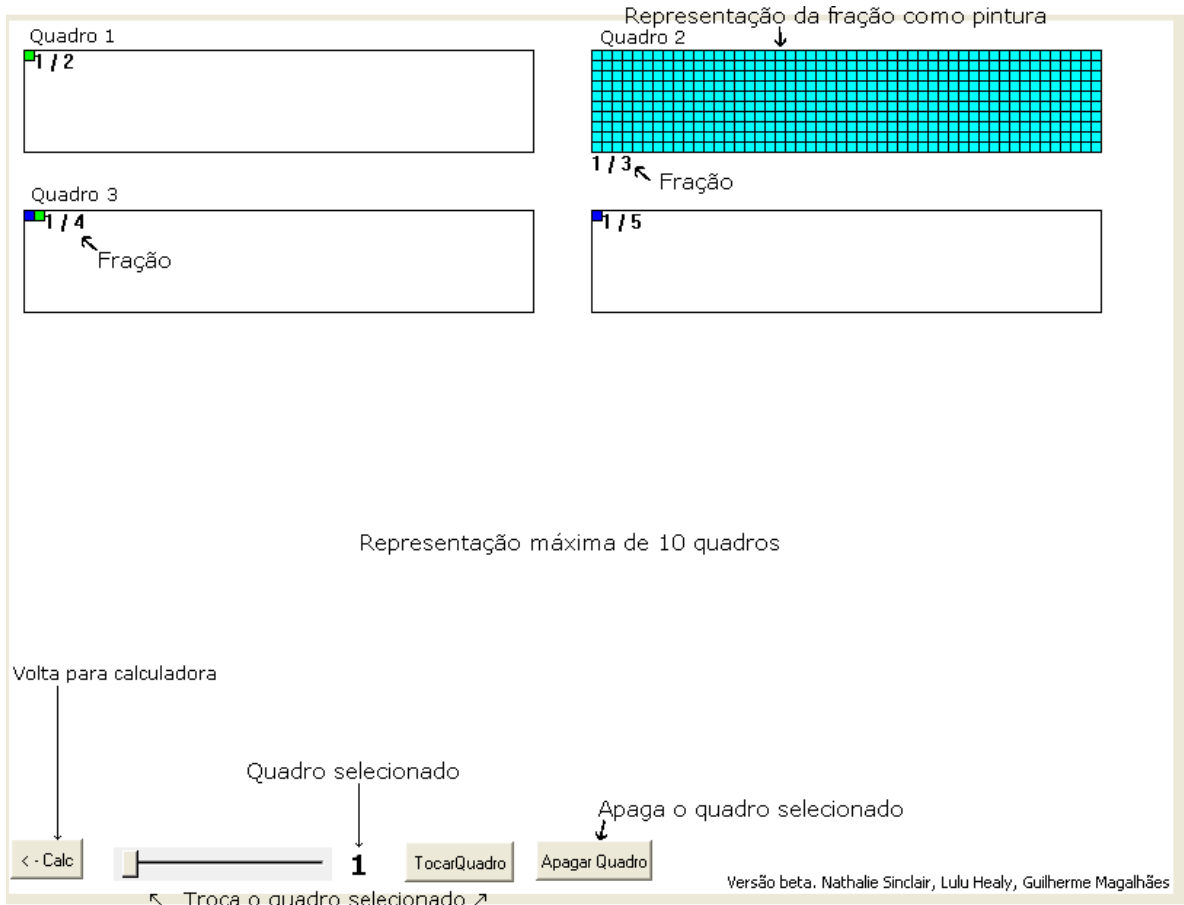 Representação da fração como pintura
Quadro 1
Quadro 2
1 / 2
1 / 3
Fração
Quadro 3
1 / 4
1 / 5
Fração
Representação máxima de 10 quadros
Volta para calculadora
Quadro selecionado
Apaga o quadro selecionado
< - Calc
1
TocarQuadro
Apagar Quadro
Versão beta. Nathalie Sinclair, Lulu Healy, Guilherme Magalhães
Troca o quadro selecionado